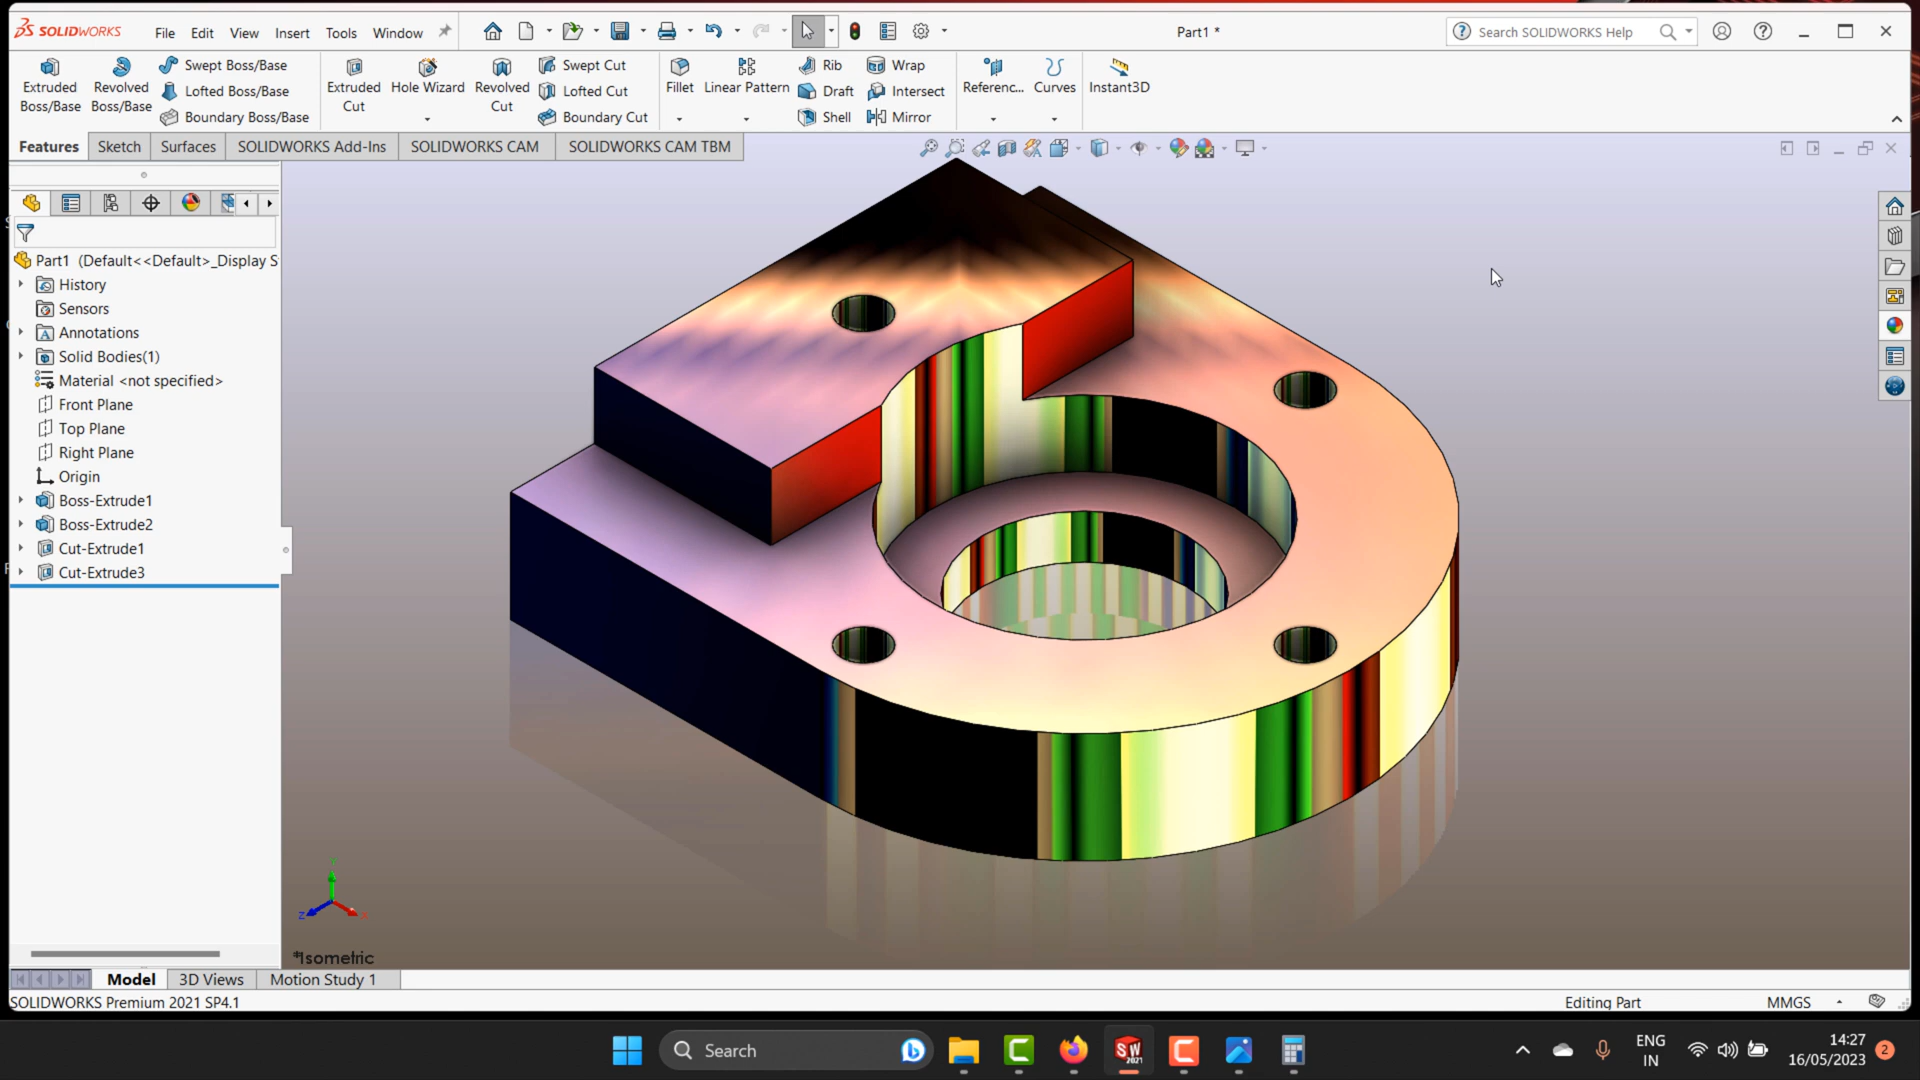 SOLIDWORKS File Edit View Insert Tools Window Part1 * Search SOLIDWORKS Help
Extruded Boss/Base
Revolved Boss/Base
Swept Boss/Base
Lofted Boss/Base
Boundary Boss/Base
Extruded Cut
Hole Wizard
Revolved Cut
Swept Cut
Lofted Cut
Boundary Cut
Fillet
Linear Pattern
Rib
Draft
Shell
Wrap
Intersect
Mirror
Referenc...
Curves
Instant3D
Features Sketch Surfaces SOLIDWORKS Add-Ins SOLIDWORKS CAM SOLIDWORKS CAM TBM
Part1 (Default<<Default>_Display S
History
Sensors
Annotations
Solid Bodies(1)
Material <not specified>
Front Plane
Top Plane
Right Plane
Origin
Boss-Extrude1
Boss-Extrude2
Cut-Extrude1
Cut-Extrude3
Y
Z X
*Isometric
Model 3D Views Motion Study 1
SOLIDWORKS Premium 2021 SP4.1 Editing Part MMGS
Search
SW
2021
ENG
IN
14:27
16/05/2023
2